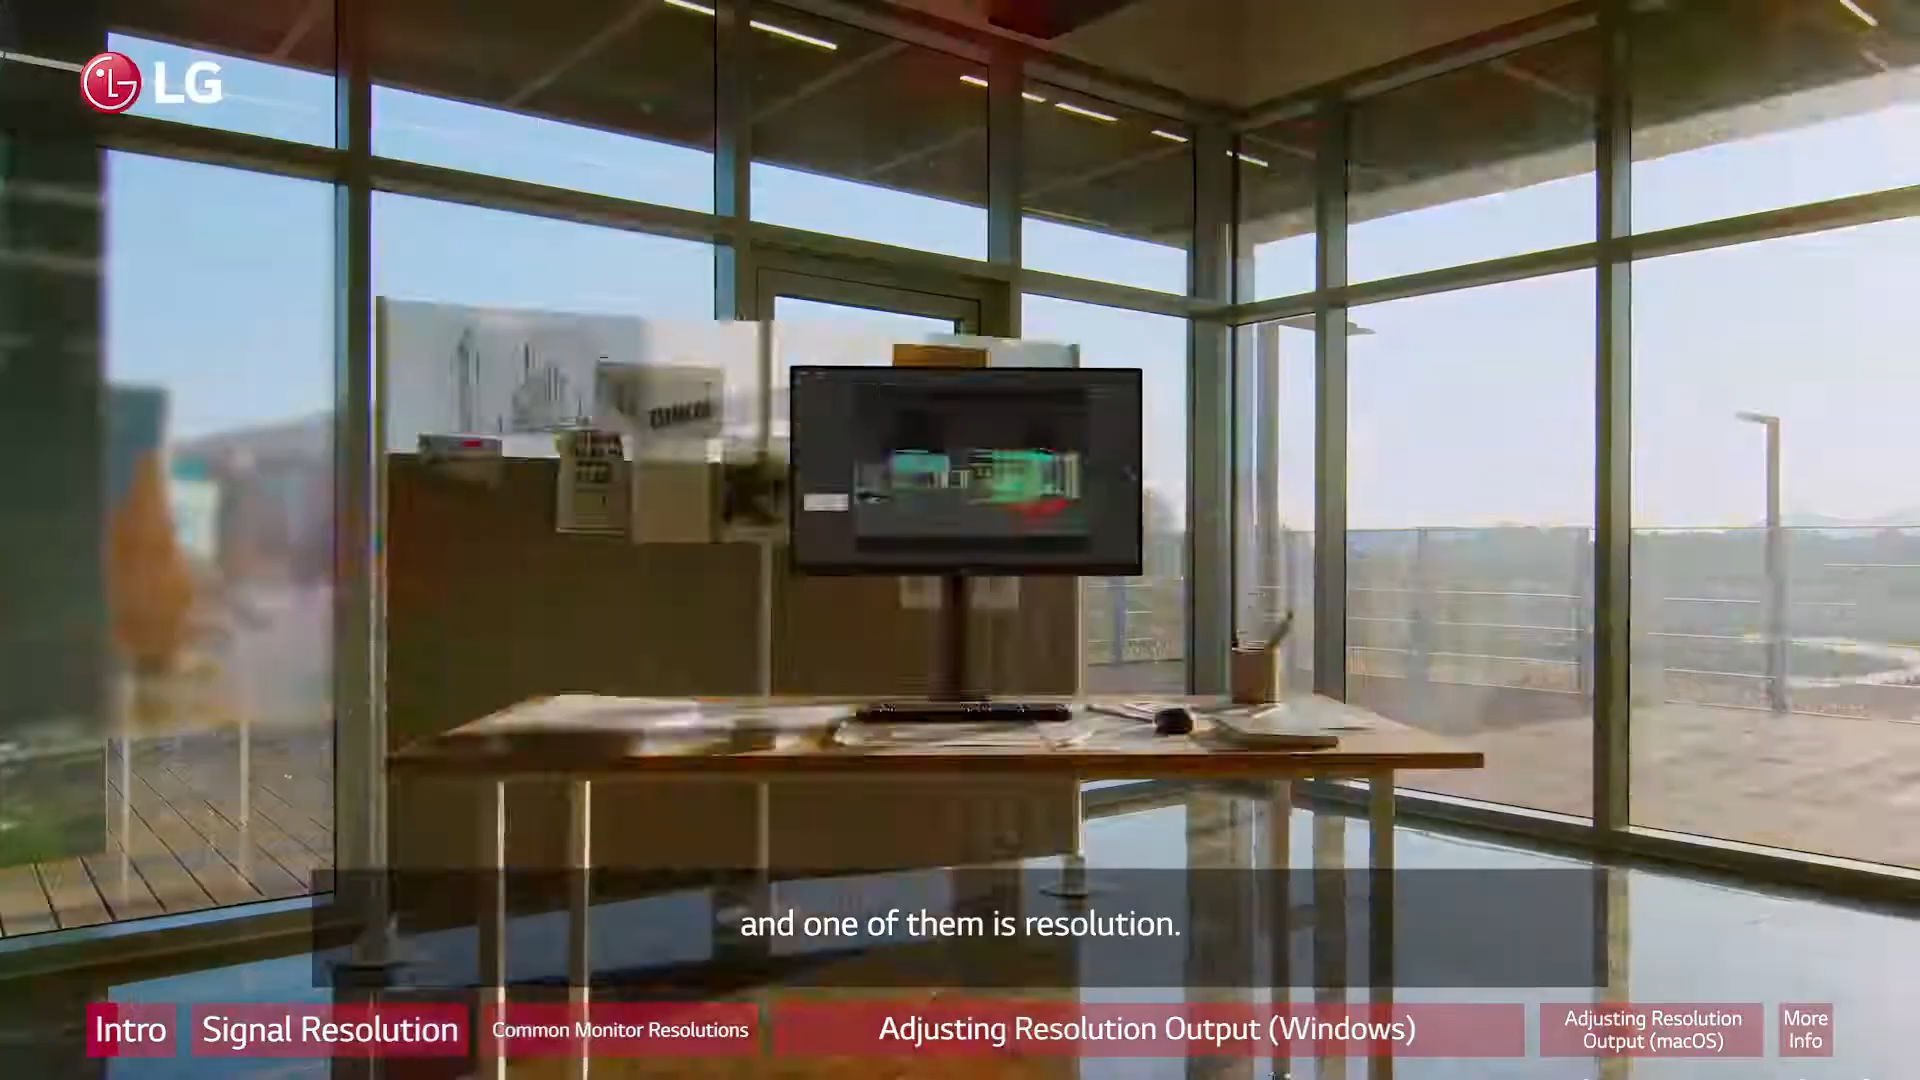 LG
and one of them is resolution.
Intro
Signal Resolution
Common Monitor Resolutions
Adjusting Resolution Output (Windows)
Adjusting Resolution
Output (macOS)
More
Info